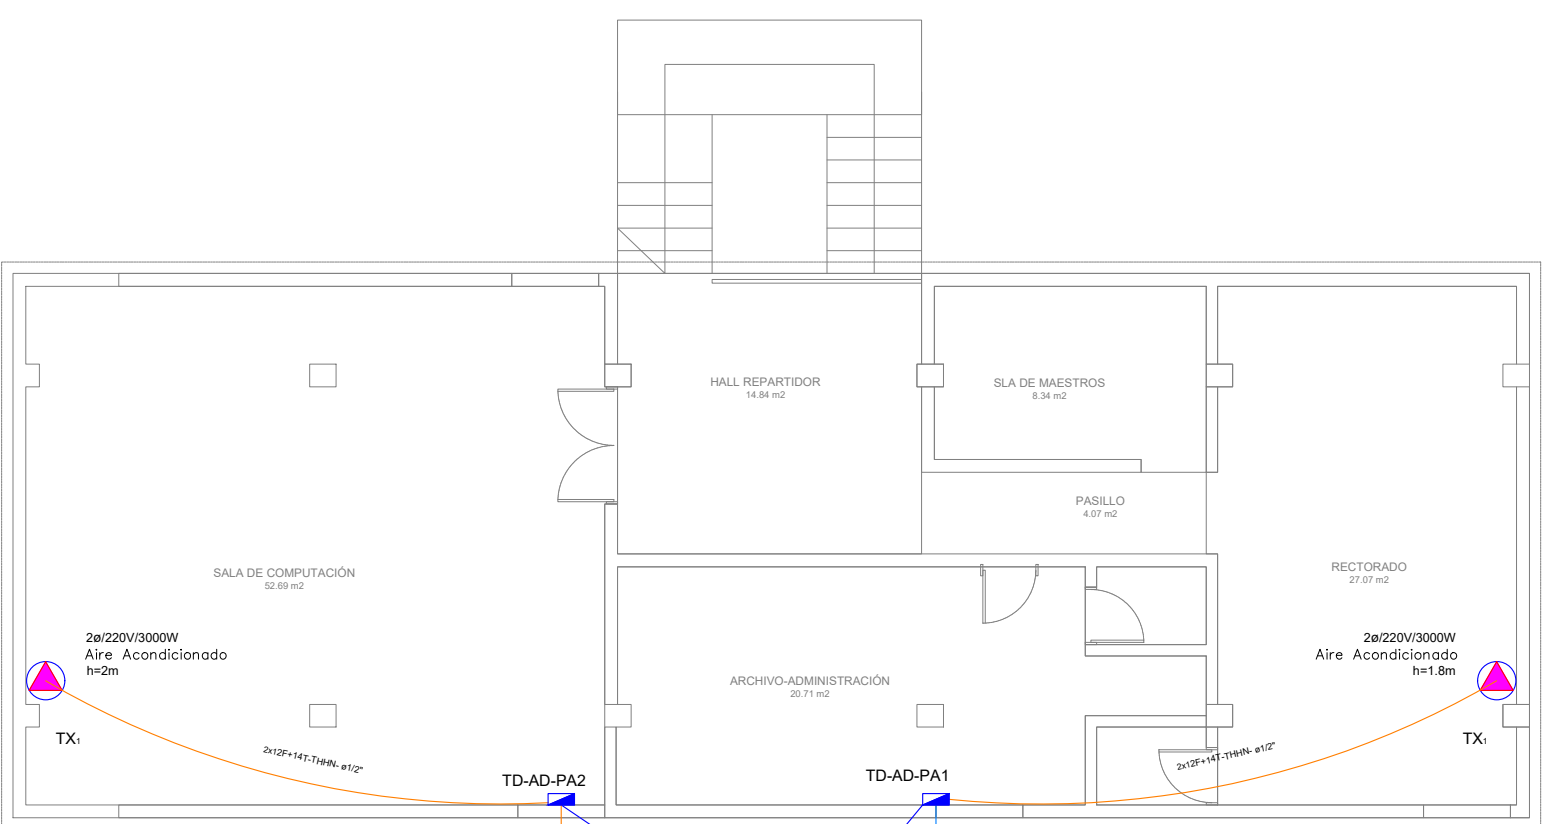 HALL REPARTIDOR
14.84 m2
SLA DE MAESTROS
8.34 m2
PASILLO
4.07 m2
SALA DE COMPUTACIÓN
52.69 m2
RECTORADO
27.07 m2
2ø/220V/3000W
Aire Acondicionado
h=2m
2ø/220V/3000W
Aire Acondicionado
h=1.8m
ARCHIVO-ADMINISTRACIÓN
20.71 m2
TX1
TX1
2x12F+14T-THHN- ø1/2"
2x12F+14T-THHN- ø1/2"
TD-AD-PA2
TD-AD-PA1